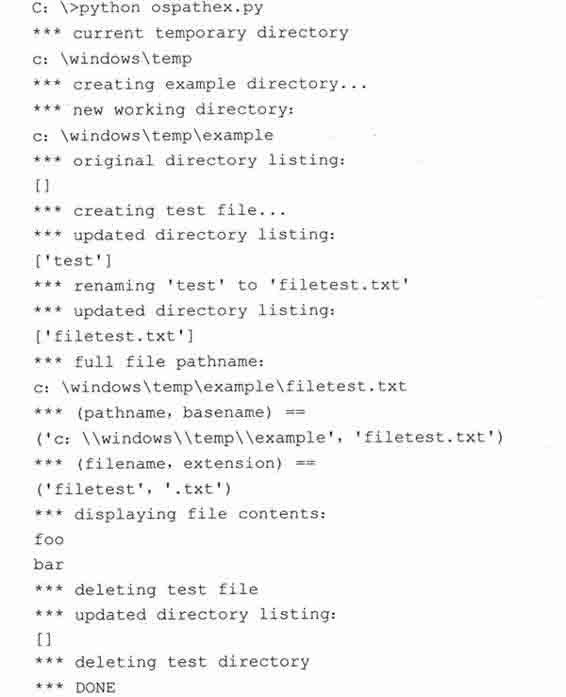 C: \>python ospathex.py
*** current temporary directory
c: \windows\temp
*** creating example directory...
*** new working directory:
c: \windows\temp\example
*** original directory listing:
[]
*** creating test file...
*** updated directory listing:
['test']
*** renaming 'test' to 'filetest.txt'
*** updated directory listing:
['filetest.txt']
*** full file pathname:
c: \windows\temp\example\filetest.txt
*** (pathname, basename) ==
('c: \\windows\\temp\\example', 'filetest.txt')
*** (filename, extension) ==
('filetest', '.txt')
*** displaying file contents:
foo
bar
*** deleting test file
*** updated directory listing:
[]
*** deleting test directory
*** DONE